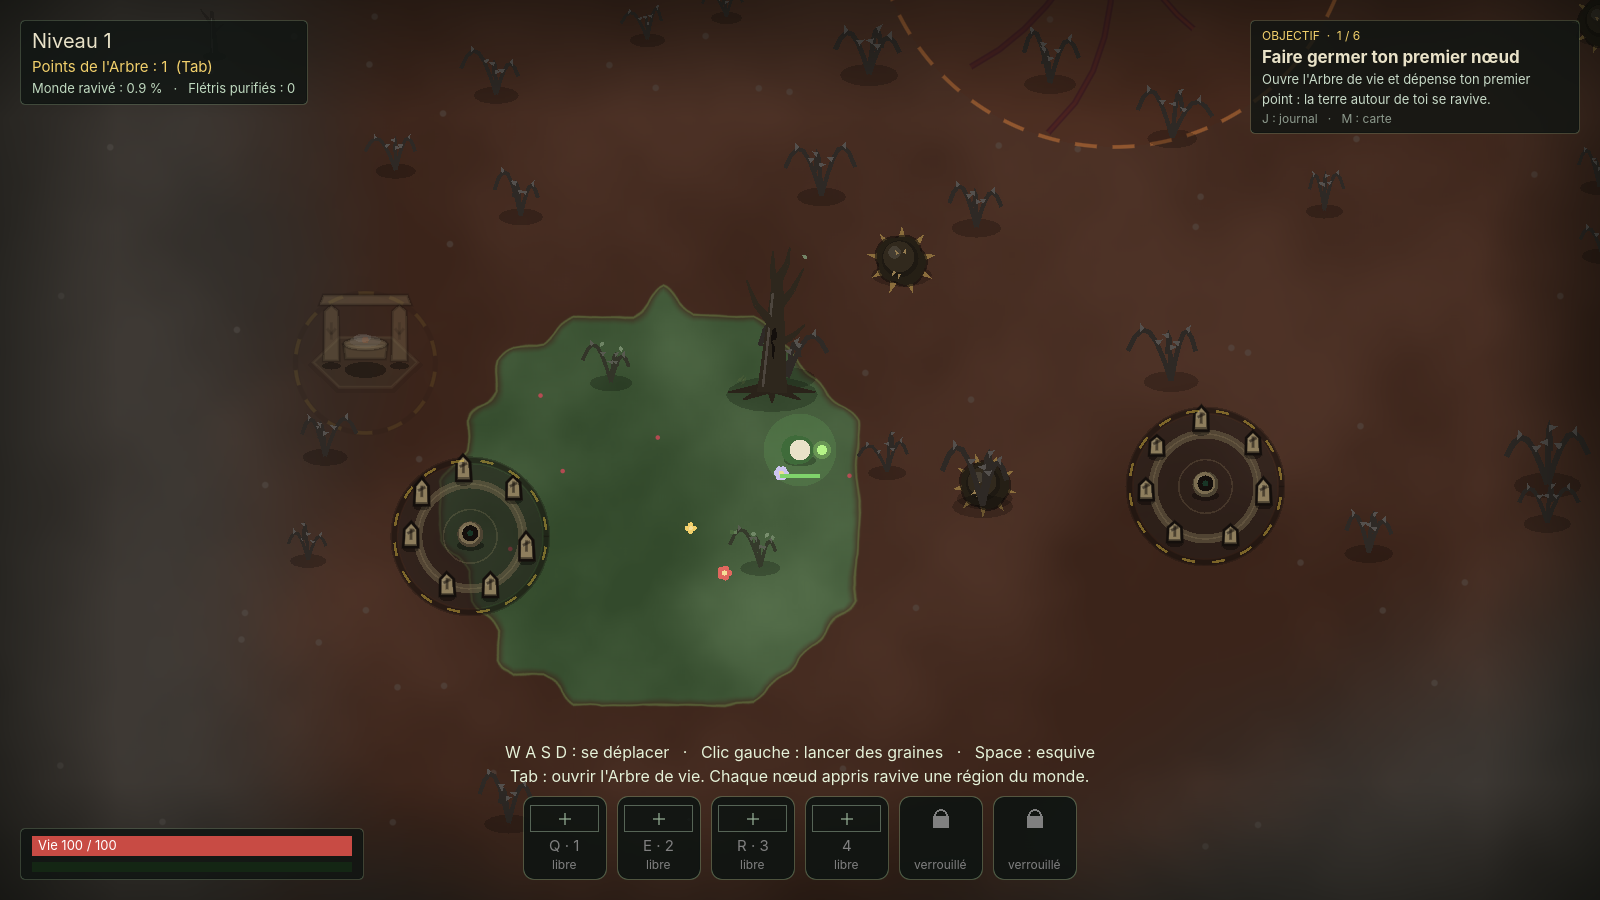 Niveau 1
Points de l'Arbre : 1 (Tab)
Monde ravivé : 0.9 % · Flétris purifiés : 0
OBJECTIF · 1 / 6
Faire germer ton premier nœud
Ouvre l'Arbre de vie et dépense ton premier
point : la terre autour de toi se ravive.
J : journal · M : carte
W A S D : se déplacer · Clic gauche : lancer des graines · Space : esquive
Tab : ouvrir l'Arbre de vie. Chaque nœud appris ravive une région du monde.
Vie 100 / 100
Q · 1
E · 2
R · 3
4
libre
libre
libre
libre
verrouillé
verrouillé